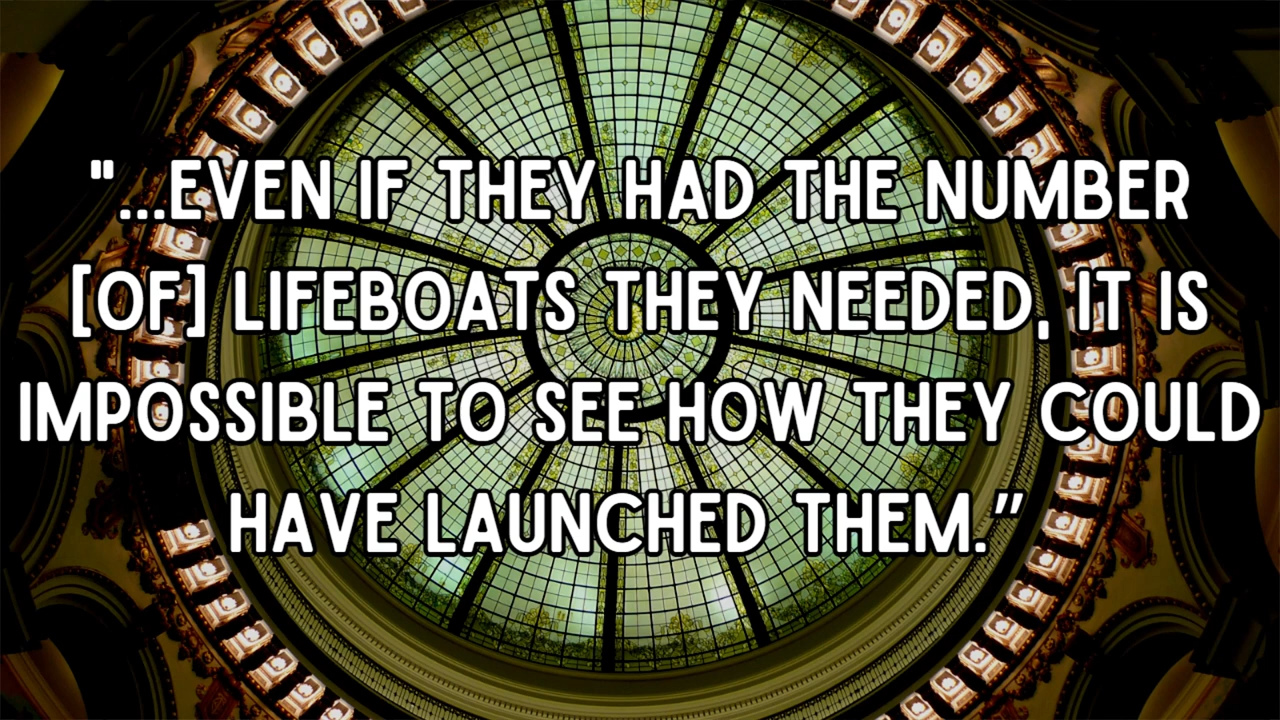 "...EVEN IF THEY HAD THE NUMBER
[OF] LIFEBOATS THEY NEEDED, IT IS
IMPOSSIBLE TO SEE HOW THEY COULD
HAVE LAUNCHED THEM.”